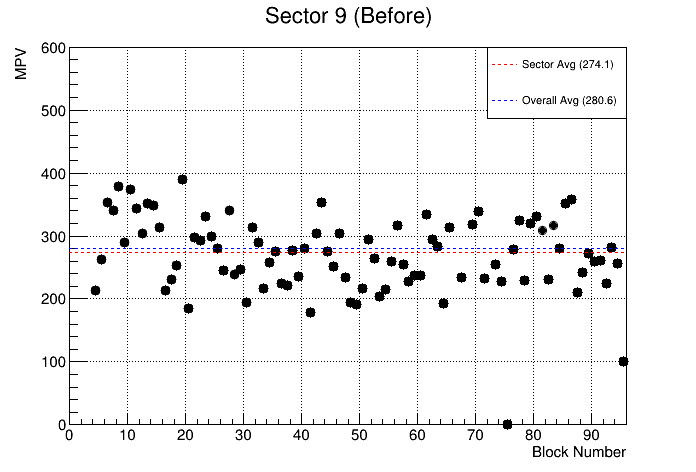 Sector 9 (Before)
MPV
600
500
400
300
200
100
0
Sector Avg (274.1)
Overall Avg (280.6)
0 10 20 30 40 50 60 70 80 90
Block Number